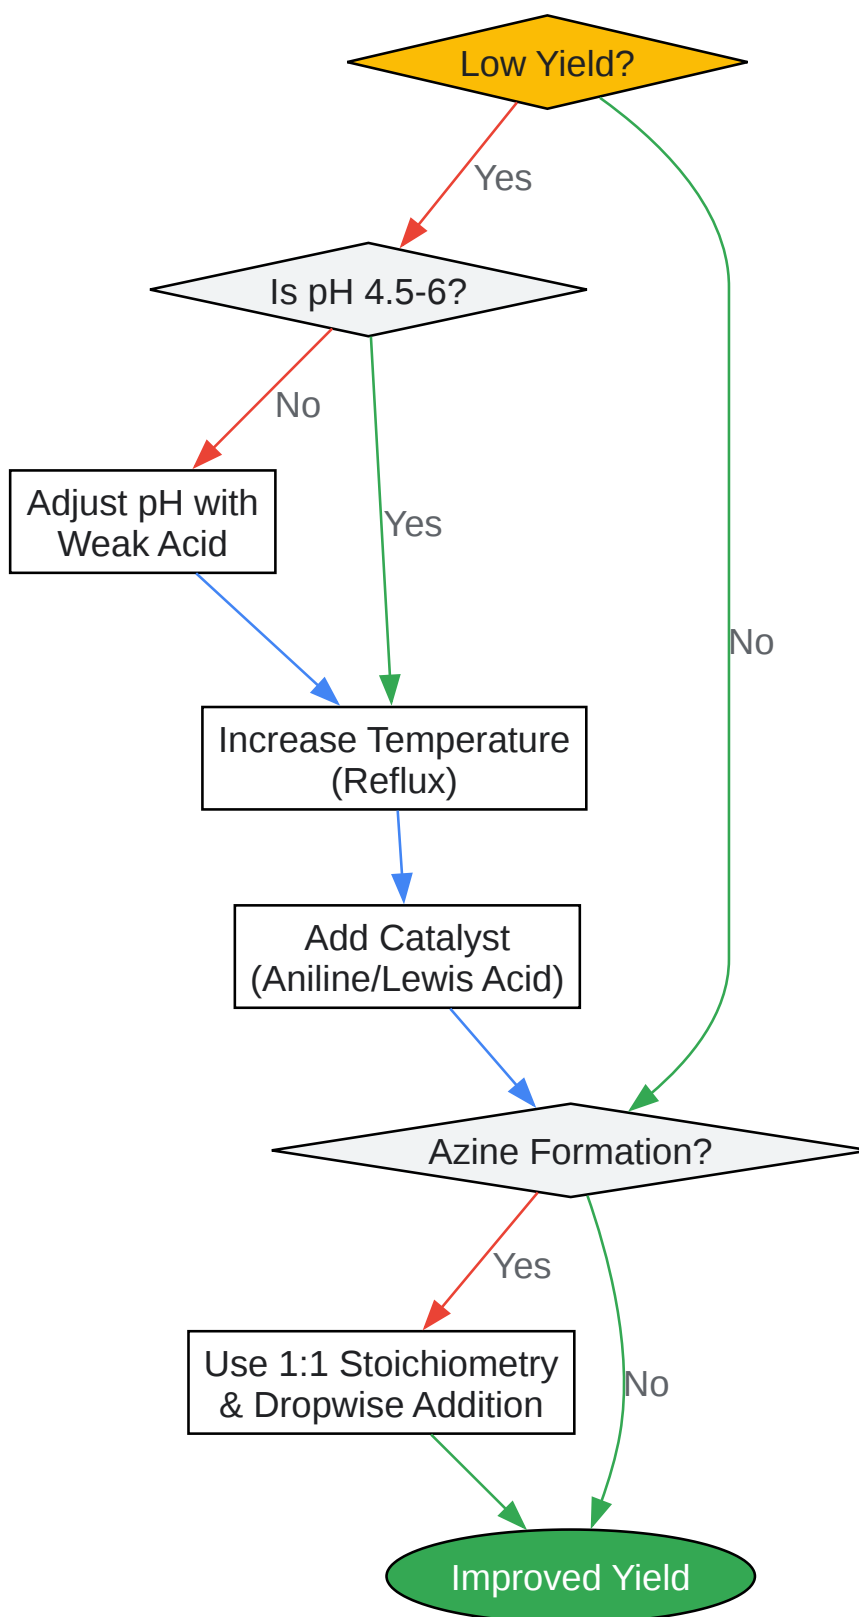 Low Yield?
Yes
Is pH 4.5-6?
No
Adjust pH with
Weak Acid
Yes
No
Increase Temperature
(Reflux)
Add Catalyst
(Aniline/Lewis Acid)
Azine Formation?
Yes
Use 1:1 Stoichiometry
& Dropwise Addition
No
Improved Yield